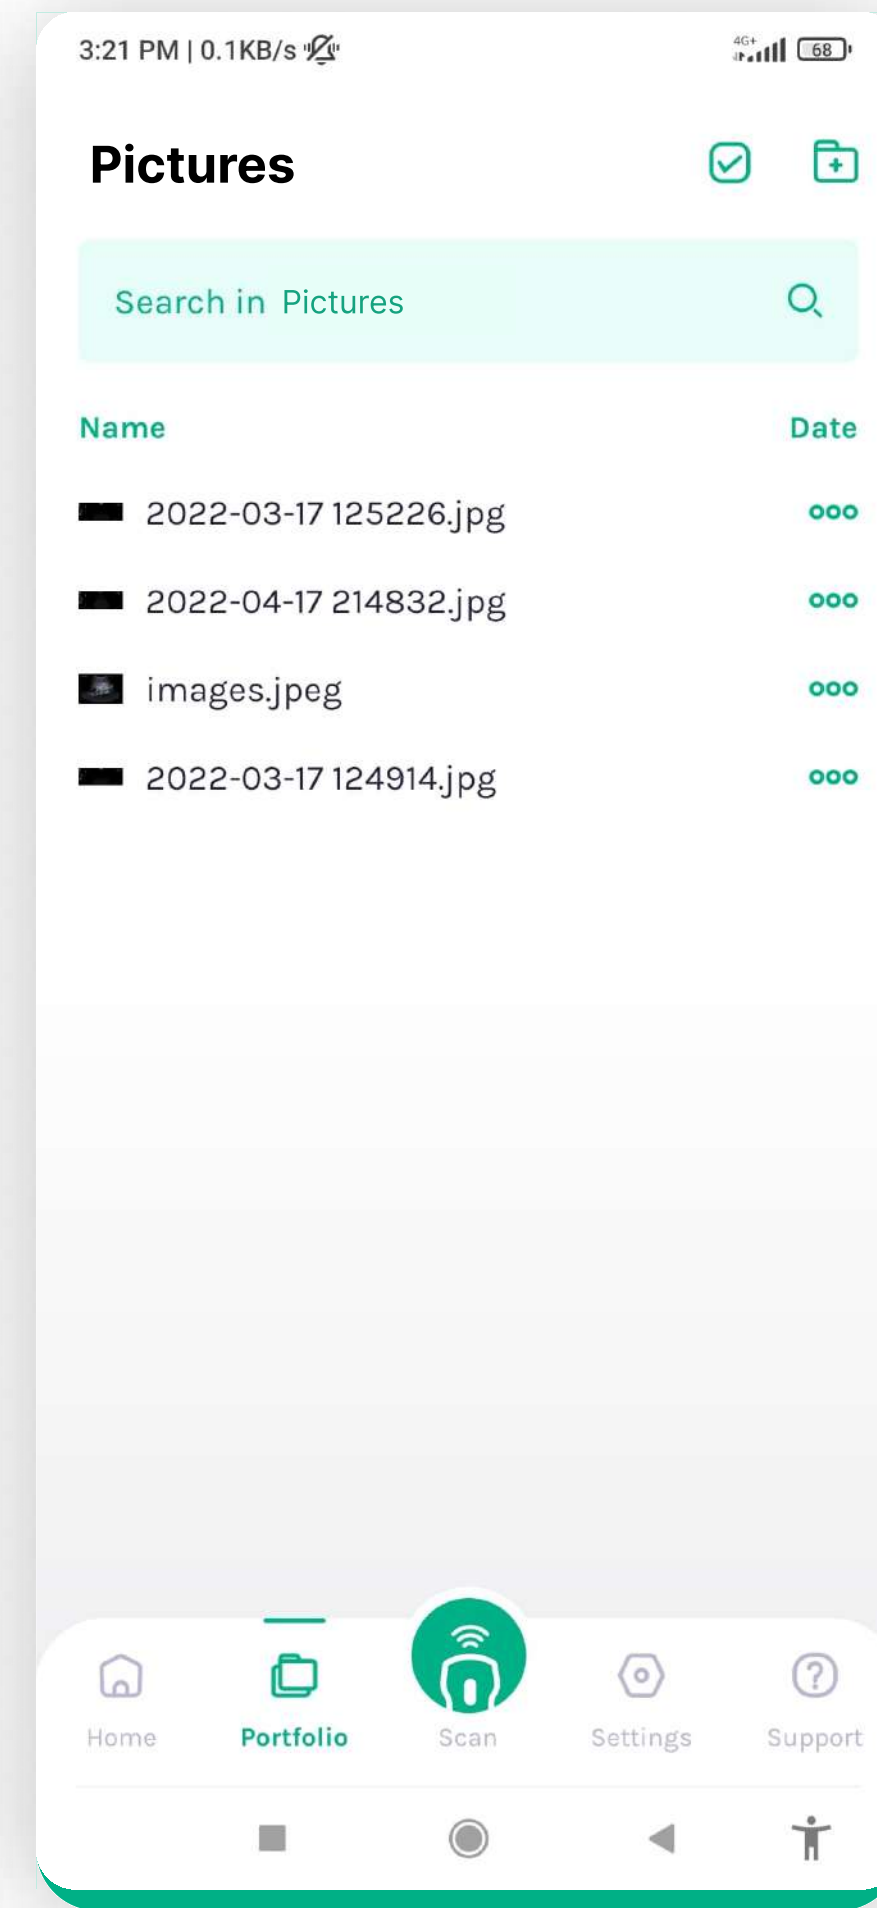 3:21 PM | 0.1KB/s
4G+
68
Pictures
Search in Pictures
Name Date
2022-03-17 125226.jpg
2022-04-17 214832.jpg
images.jpeg
2022-03-17 124914.jpg
Home Portfolio Scan Settings Support